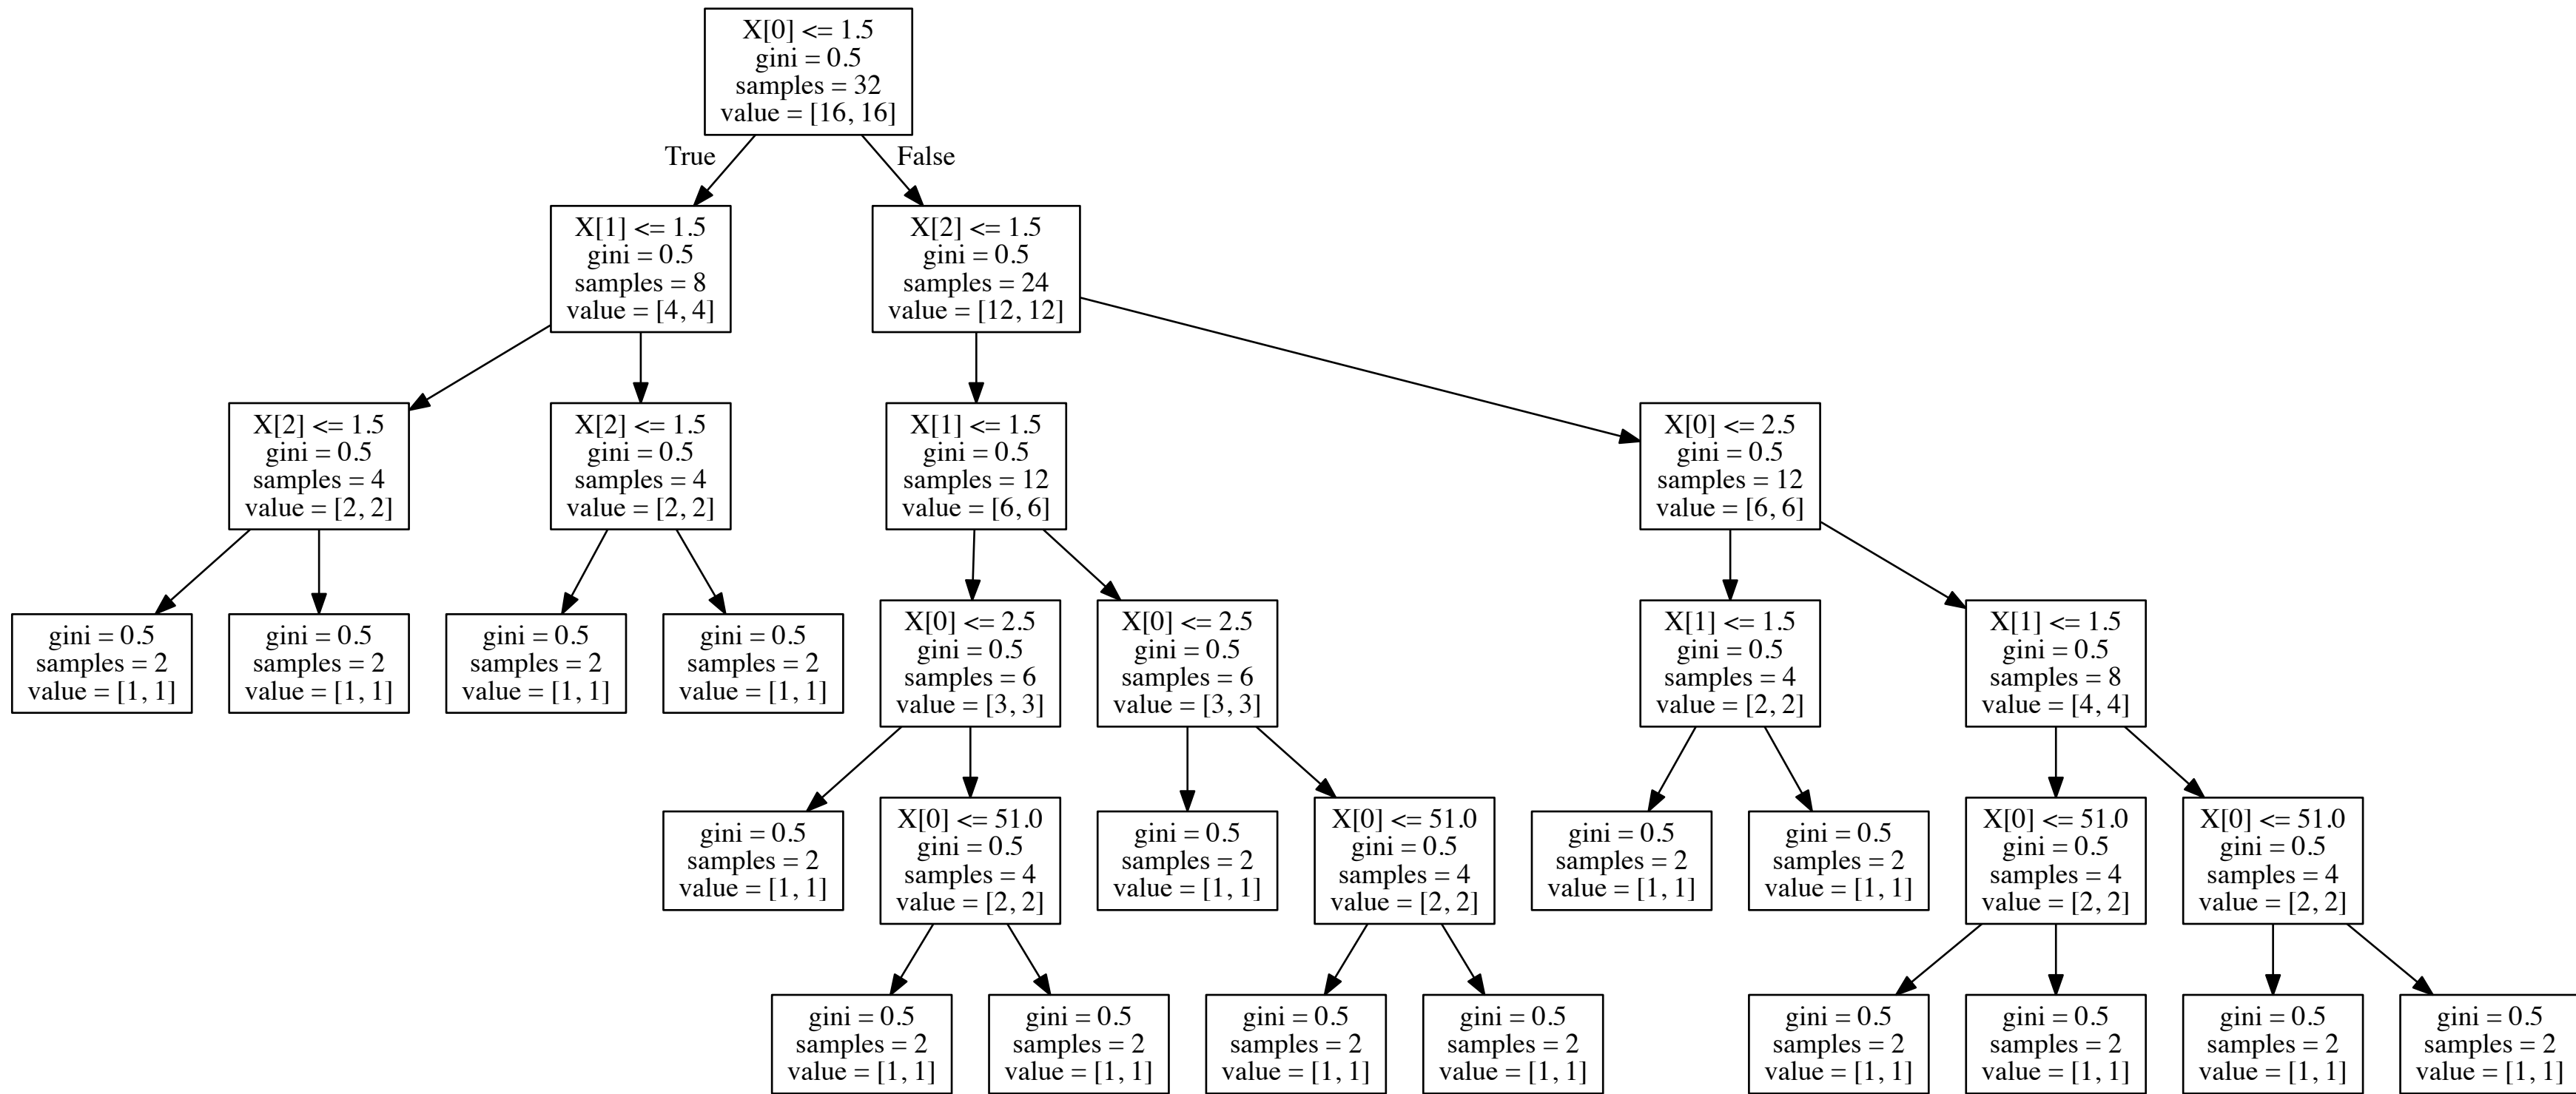 X[0] <= 1.5
gini = 0.5
samples = 32
value = [16, 16]
True
False
X[1] <= 1.5
gini = 0.5
samples = 8
value = [4, 4]
X[2] <= 1.5
gini = 0.5
samples = 24
value = [12, 12]
X[2] <= 1.5
gini = 0.5
samples = 4
value = [2, 2]
X[2] <= 1.5
gini = 0.5
samples = 4
value = [2, 2]
X[1] <= 1.5
gini = 0.5
samples = 12
value = [6, 6]
X[0] <= 2.5
gini = 0.5
samples = 12
value = [6, 6]
gini = 0.5
samples = 2
value = [1, 1]
gini = 0.5
samples = 2
value = [1, 1]
gini = 0.5
samples = 2
value = [1, 1]
gini = 0.5
samples = 2
value = [1, 1]
X[0] <= 2.5
gini = 0.5
samples = 6
value = [3, 3]
X[0] <= 2.5
gini = 0.5
samples = 6
value = [3, 3]
X[1] <= 1.5
gini = 0.5
samples = 4
value = [2, 2]
X[1] <= 1.5
gini = 0.5
samples = 8
value = [4, 4]
gini = 0.5
samples = 2
value = [1, 1]
X[0] <= 51.0
gini = 0.5
samples = 4
value = [2, 2]
gini = 0.5
samples = 2
value = [1, 1]
X[0] <= 51.0
gini = 0.5
samples = 4
value = [2, 2]
gini = 0.5
samples = 2
value = [1, 1]
gini = 0.5
samples = 2
value = [1, 1]
X[0] <= 51.0
gini = 0.5
samples = 4
value = [2, 2]
X[0] <= 51.0
gini = 0.5
samples = 4
value = [2, 2]
gini = 0.5
samples = 2
value = [1, 1]
gini = 0.5
samples = 2
value = [1, 1]
gini = 0.5
samples = 2
value = [1, 1]
gini = 0.5
samples = 2
value = [1, 1]
gini = 0.5
samples = 2
value = [1, 1]
gini = 0.5
samples = 2
value = [1, 1]
gini = 0.5
samples = 2
value = [1, 1]
gini = 0.5
samples = 2
value = [1, 1]